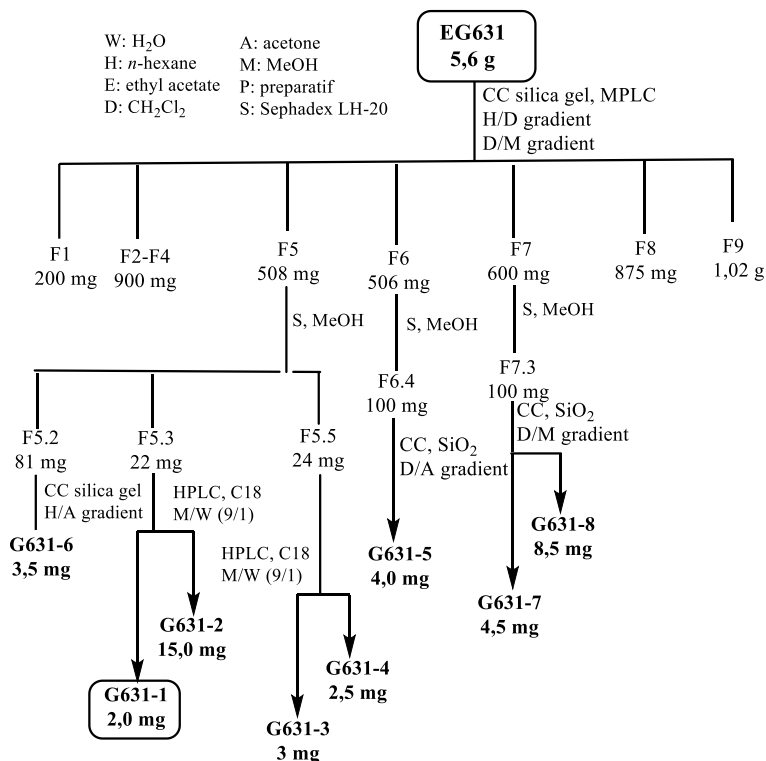 EG631
5,6 g
W: H₂O
H: n-hexane
E: ethyl acetate
D: CH₂Cl₂
A: acetone
M: MeOH
P: preparatif
S: Sephadex LH-20
CC silica gel, MPLC
H/D gradient
D/M gradient
F1
200 mg
F2-F4
900 mg
F5
508 mg
F6
506 mg
F7
600 mg
F8
875 mg
F9
1,02 g
S, MeOH
S, MeOH
S, MeOH
F5.2
81 mg
F5.3
22 mg
F5.5
24 mg
F6.4
100 mg
F7.3
100 mg
CC silica gel
H/A gradient
HPLC, C18
M/W (9/1)
HPLC, C18
M/W (9/1)
CC, SiO₂
D/A gradient
CC, SiO₂
D/M gradient
G631-6
3,5 mg
G631-2
15,0 mg
G631-1
2,0 mg
G631-4
2,5 mg
G631-3
3 mg
G631-5
4,0 mg
G631-8
8,5 mg
G631-7
4,5 mg